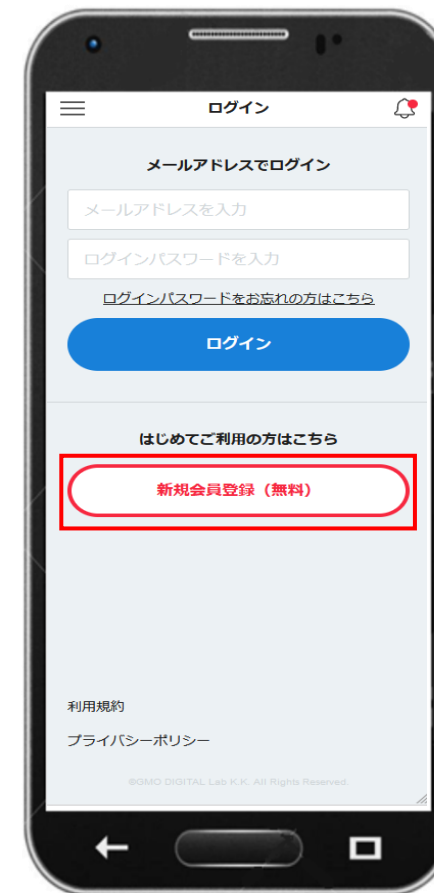 ログイン
メールアドレスでログイン
メールアドレスを入力
ログインパスワードを入力
ログインパスワードをお忘れの方はこちら
ログイン
はじめてご利用の方はこちら
新規会員登録（無料）
利用規約
プライバシーポリシー
©GMO DIGITAL Lab K.K. All Rights Reserved.